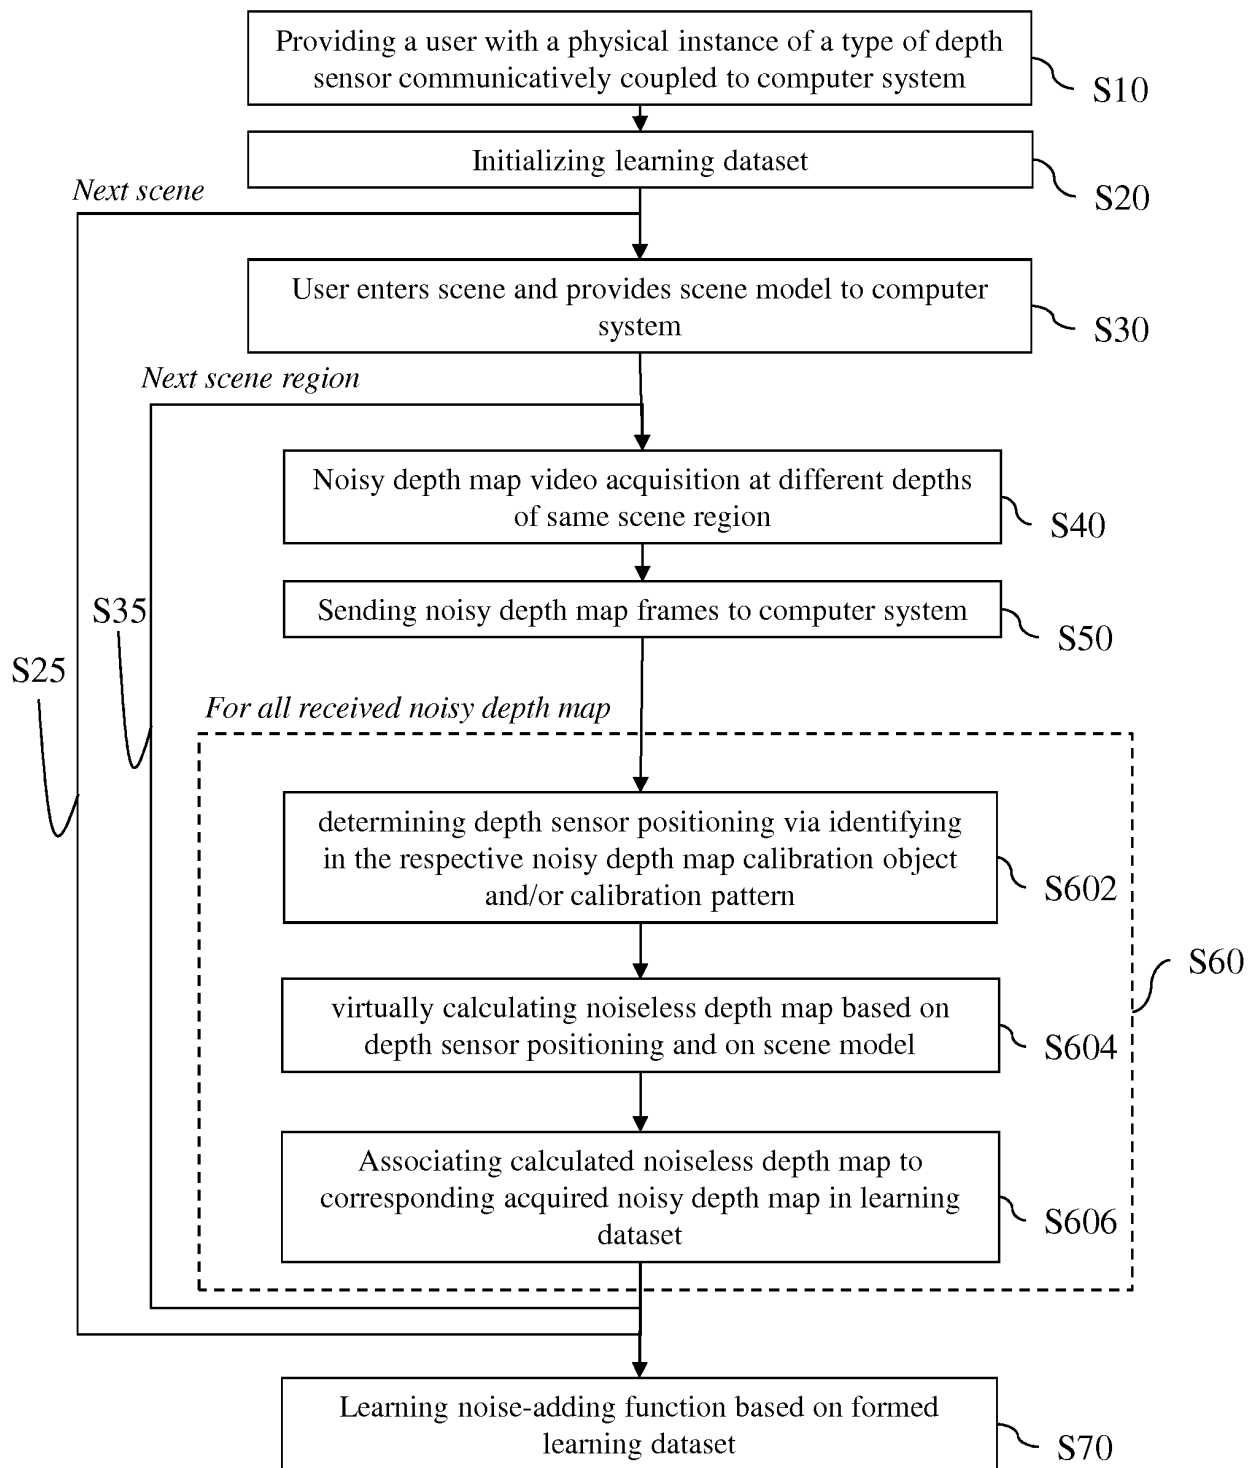 Providing a user with a physical instance of a type of depth
sensor communicatively coupled to computer system
S10
Initializing learning dataset
S20
Next scene
User enters scene and provides scene model to computer
system
S30
Next scene region
Noisy depth map video acquisition at different depths
of same scene region
S40
Sending noisy depth map frames to computer system
S50
S35
S25
For all received noisy depth map
determining depth sensor positioning via identifying
in the respective noisy depth map calibration object
and/or calibration pattern
S602
S60
virtually calculating noiseless depth map based on
depth sensor positioning and on scene model
S604
Associating calculated noiseless depth map to
corresponding acquired noisy depth map in learning
dataset
S606
Learning noise-adding function based on formed
learning dataset
S70